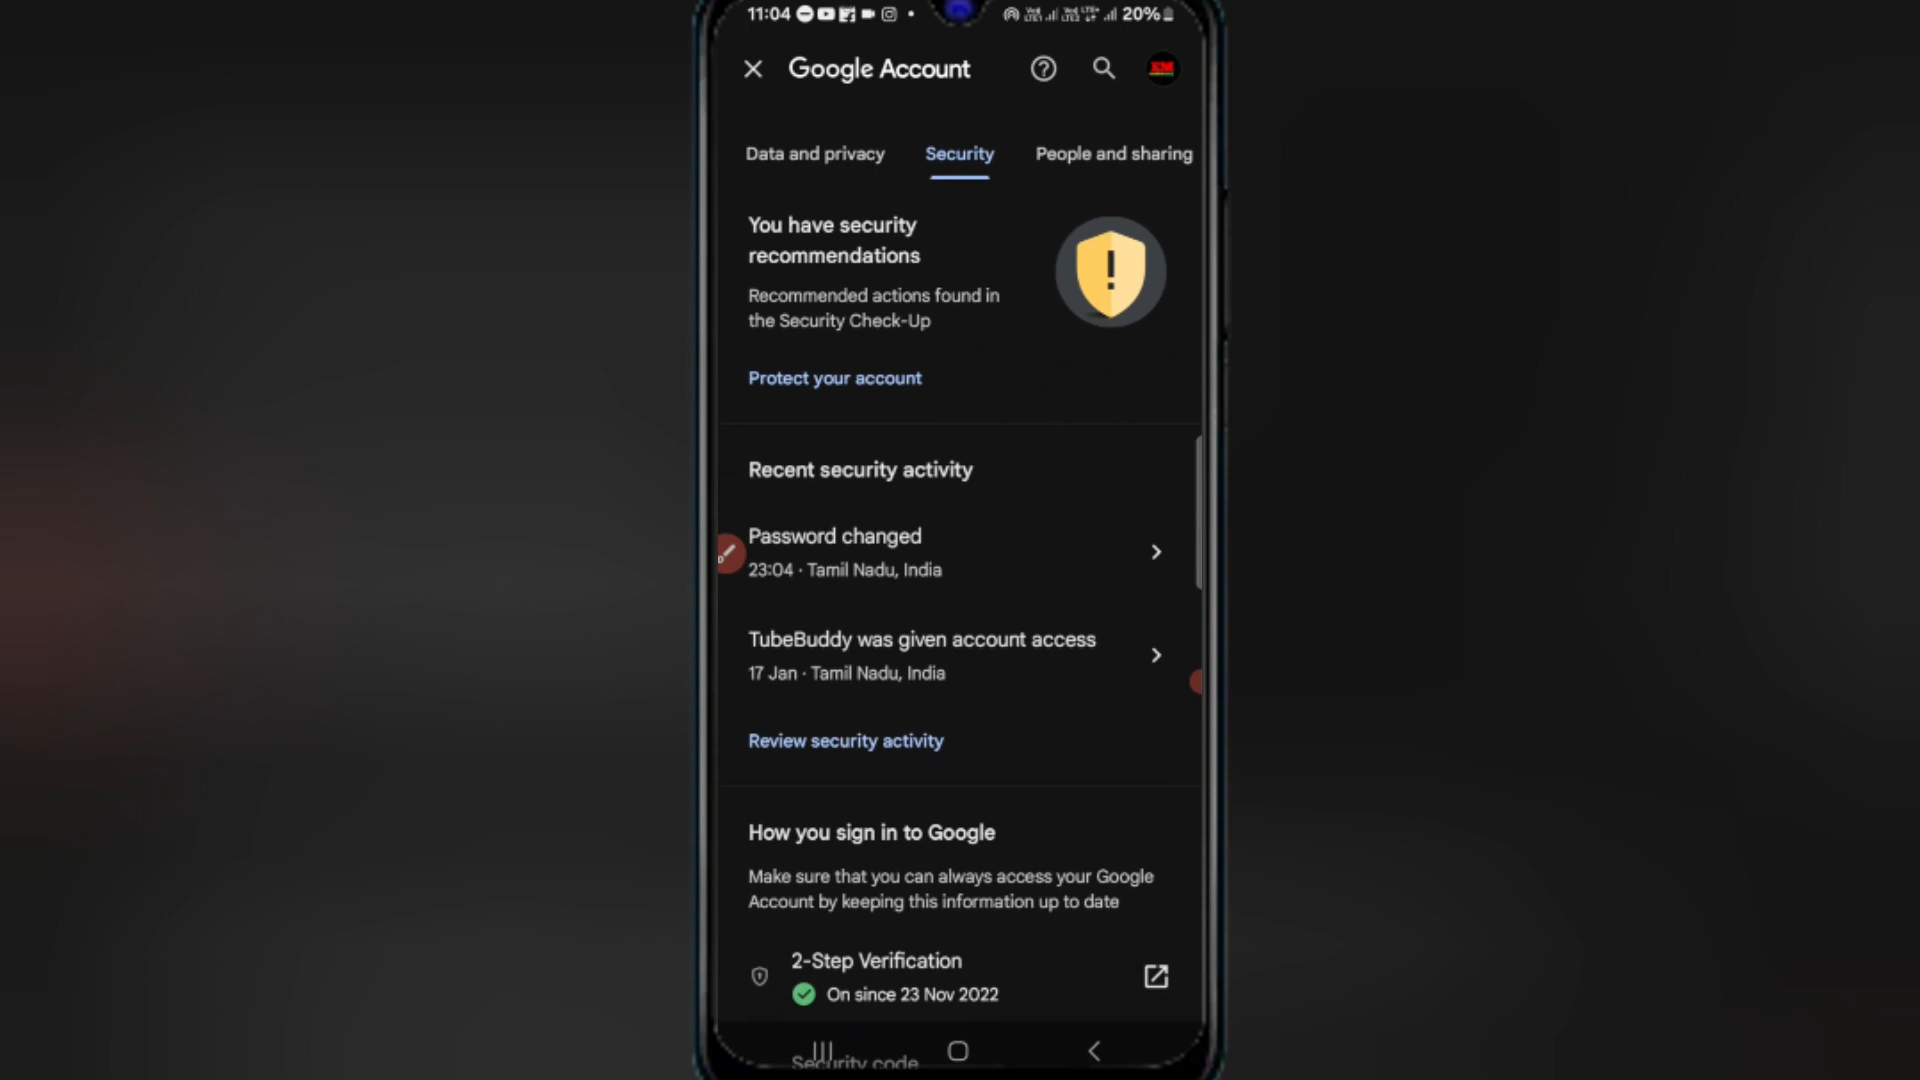 11:04 20%
Google Account
Data and privacy Security People and sharing
You have security
recommendations
Recommended actions found in
the Security Check-Up
Protect your account
Recent security activity
Password changed
23:04 · Tamil Nadu, India
TubeBuddy was given account access
17 Jan · Tamil Nadu, India
Review security activity
How you sign in to Google
Make sure that you can always access your Google
Account by keeping this information up to date
2-Step Verification
On since 23 Nov 2022
Security code